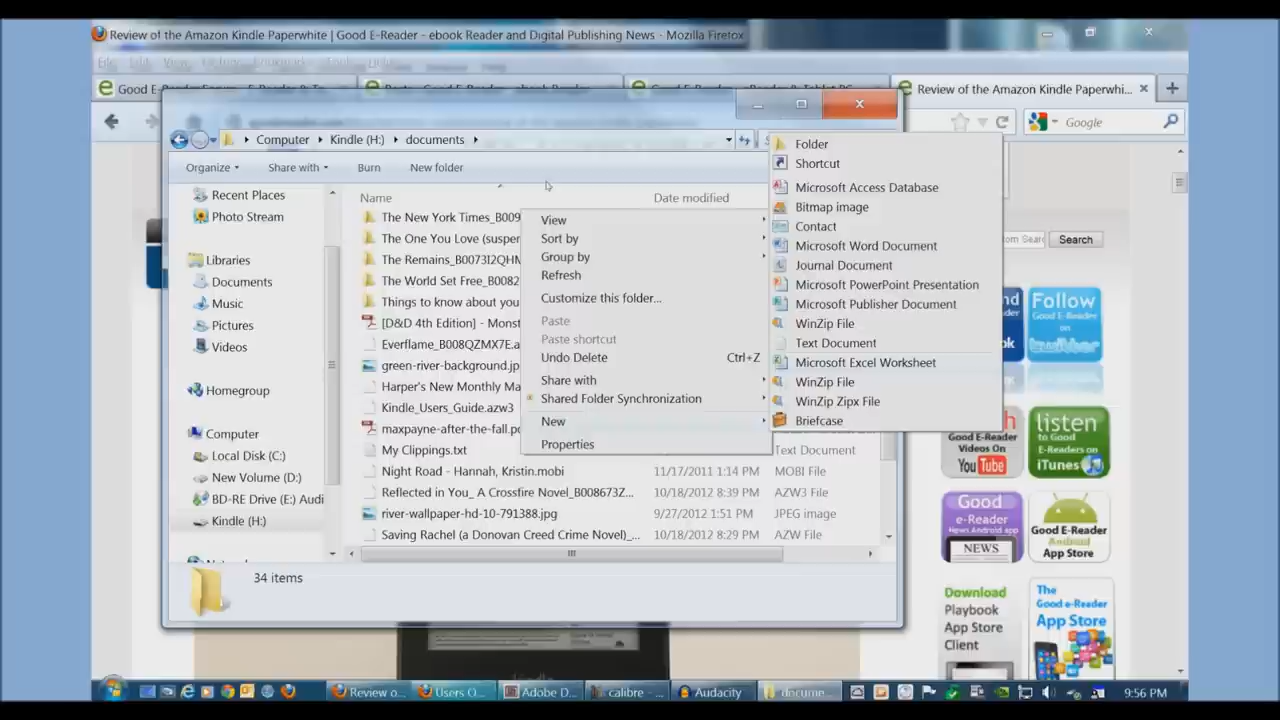 Review of the Amazon Kindle Paperwhite | Good E-Reader - ebook Reader and Digital Publishing News - Mozilla Firefox
Review of the Amazon Kindle Paperwhi...
Google
Computer
Kindle (H:)
documents
Organize
Share with
Burn
New folder
Name
Date modified
Recent Places
Photo Stream
Libraries
Documents
Music
Pictures
Videos
Homegroup
Computer
Local Disk (C:)
New Volume (D:)
BD-RE Drive (E:) Audi
Kindle (H:)
The New York Times_B009
The One You Love (suspen
The Remains_B0073I2QHM
The World Set Free_B0082
Things to know about you
[D&D 4th Edition] - Monst
Everflame_B008QZMX7E.a
green-river-background.jp
Harper's New Monthly Ma
Kindle_Users_Guide.azw3
maxpayne-after-the-fall.pd
My Clippings.txt
Text Document
Night Road - Hannah, Kristin.mobi
11/17/2011 1:14 PM
MOBI File
Reflected in You_ A Crossfire Novel_B008673Z...
10/18/2012 8:39 PM
AZW3 File
river-wallpaper-hd-10-791388.jpg
9/27/2012 1:51 PM
JPEG image
Saving Rachel (a Donovan Creed Crime Novel)_...
10/18/2012 8:29 PM
AZW File
34 items
View
Sort by
Group by
Refresh
Customize this folder...
Paste
Paste shortcut
Undo Delete
Ctrl+Z
Share with
Shared Folder Synchronization
New
Properties
Folder
Shortcut
Microsoft Access Database
Bitmap image
Contact
Microsoft Word Document
Journal Document
Microsoft PowerPoint Presentation
Microsoft Publisher Document
WinZip File
Text Document
Microsoft Excel Worksheet
WinZip File
WinZip Zipx File
Briefcase
Search
Follow
on
twitter
Good E-Reader
Videos On
YouTube
listen
to Good
E-Readers on
iTunes
Good
e-Reader
News Android app
NEWS
Good e-Reader
Android
App Store
Download
Playbook
App Store
Client
The
Good e-Reader
App Store
Review o...
Users O...
Adobe D...
calibre - ...
Audacity
docume...
9:56 PM